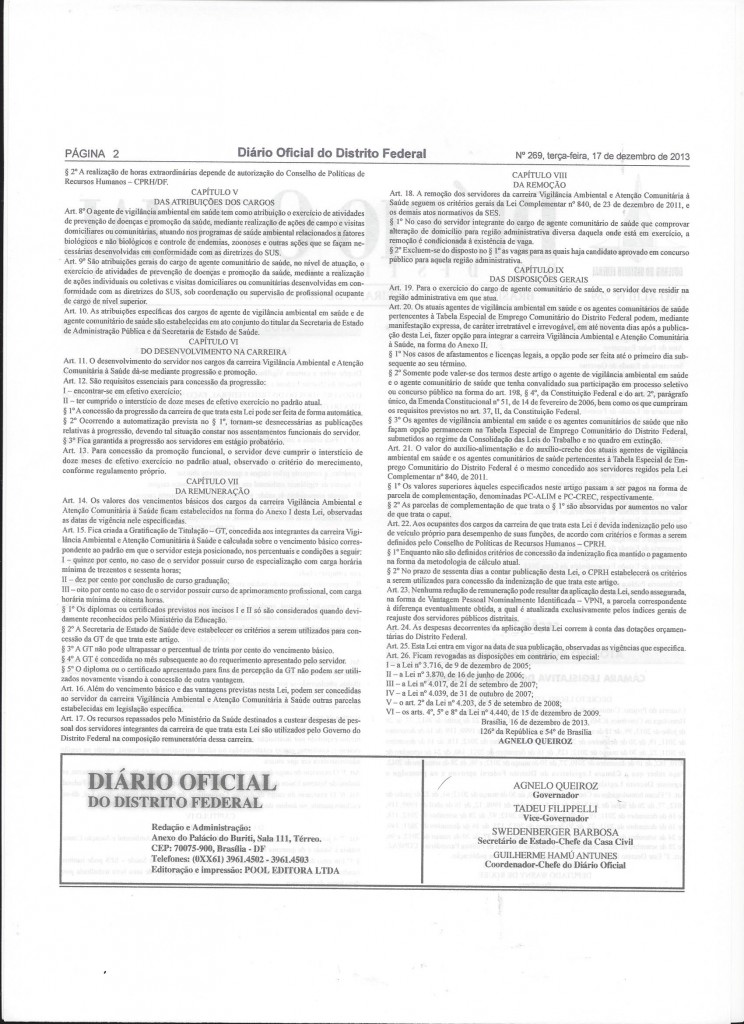 PÁGINA 2
Diário Oficial do Distrito Federal
Nº 269, terça-feira, 17 de dezembro de 2013
§ 2º A realização de horas extraordinárias depende de autorização do Conselho de Políticas de
Recursos Humanos – CPRH/DF.
CAPÍTULO V
DAS ATRIBUIÇÕES DOS CARGOS
Art. 8º O agente de vigilância ambiental em saúde tem como atribuição o exercício de atividades
de prevenção de doenças e promoção da saúde, mediante realização de ações de campo e visitas
domiciliares ou comunitárias, atuando nos programas de saúde ambiental relacionados a fatores
biológicos e não biológicos e controle de endemias, zoonoses e outras ações que se façam ne-
cessárias desenvolvidas em conformidade com as diretrizes do SUS.
Art. 9º São atribuições gerais do cargo de agente comunitário de saúde, no nível de atuação, o
exercício de atividades de prevenção de doenças e promoção da saúde, mediante a realização
de ações individuais ou coletivas e visitas domiciliares ou comunitárias desenvolvidas em con-
formidade com as diretrizes do SUS, sob coordenação ou supervisão de profissional ocupante
de cargo de nível superior.
Art. 10. As atribuições específicas dos cargos de agente de vigilância ambiental em saúde e de
agente comunitário de saúde são estabelecidas em ato conjunto do titular da Secretaria de Estado
de Administração Pública e da Secretaria de Estado de Saúde.
CAPÍTULO VI
DO DESENVOLVIMENTO NA CARREIRA
Art. 11. O desenvolvimento do servidor nos cargos da carreira Vigilância Ambiental e Atenção
Comunitária à Saúde dá-se mediante progressão e promoção.
Art. 12. São requisitos essenciais para concessão da progressão:
I – encontrar-se em efetivo exercício;
II – ter cumprido o interstício de doze meses de efetivo exercício no padrão atual.
§ 1º A concessão da progressão da carreira de que trata esta Lei pode ser feita de forma automática.
§ 2º Ocorrendo a automatização prevista no § 1º, tornam-se desnecessárias as publicações
relativas à progressão, devendo tal situação constar nos assentamentos funcionais do servidor.
§ 3º Fica garantida a progressão aos servidores em estágio probatório.
Art. 13. Para concessão da promoção funcional, o servidor deve cumprir o interstício de
doze meses de efetivo exercício no padrão atual, observado o critério do merecimento,
conforme regulamento próprio.
CAPÍTULO VII
DA REMUNERAÇÃO
Art. 14. Os valores dos vencimentos básicos dos cargos da carreira Vigilância Ambiental e
Atenção Comunitária à Saúde ficam estabelecidos na forma do Anexo I desta Lei, observadas
as datas de vigência nele especificadas.
Art. 15. Fica criada a Gratificação de Titulação – GT, concedida aos integrantes da carreira Vigi-
lância Ambiental e Atenção Comunitária à Saúde e calculada sobre o vencimento básico corres-
pondente ao padrão em que o servidor esteja posicionado, nos percentuais e condições a seguir:
I – quinze por cento, no caso de o servidor possuir curso de especialização com carga horária
mínima de trezentos e sessenta horas;
II – dez por cento por conclusão de curso graduação;
III – oito por cento no caso de o servidor possuir curso de aprimoramento profissional, com carga
horária mínima de oitenta horas.
§ 1º Os diplomas ou certificados previstos nos incisos I e II só são considerados quando devi-
damente reconhecidos pelo Ministério da Educação.
§ 2º A Secretaria de Estado de Saúde deve estabelecer os critérios a serem utilizados para con-
cessão da GT de que trata este artigo.
§ 3º A GT não pode ultrapassar o percentual de trinta por cento do vencimento básico.
§ 4º A GT é concedida no mês subsequente ao do requerimento apresentado pelo servidor.
§ 5º O diploma ou o certificado apresentado para fins de percepção da GT não podem ser utili-
zados novamente visando à concessão de outra vantagem.
Art. 16. Além do vencimento básico e das vantagens previstas nesta Lei, podem ser concedidas
ao servidor da carreira Vigilância Ambiental e Atenção Comunitária à Saúde outras parcelas
estabelecidas em legislação específica.
Art. 17. Os recursos repassados pelo Ministério da Saúde destinados a custear despesas de pes-
soal dos servidores integrantes da carreira de que trata esta Lei são utilizados pelo Governo do
Distrito Federal na composição remuneratória dessa carreira.
CAPÍTULO VIII
DA REMOÇÃO
Art. 18. A remoção dos servidores da carreira Vigilância Ambiental e Atenção Comunitária à
Saúde seguem os critérios gerais da Lei Complementar nº 840, de 23 de dezembro de 2011, e
os demais atos normativos da SES.
§ 1º No caso do servidor integrante do cargo de agente comunitário de saúde que comprovar
alteração de domicílio para região administrativa diversa daquela onde está em exercício, a
remoção é condicionada à existência de vaga.
§ 2º Excluem-se do disposto no § 1º as vagas para as quais haja candidato aprovado em concurso
público para aquela região administrativa.
CAPÍTULO IX
DAS DISPOSIÇÕES GERAIS
Art. 19. Para o exercício do cargo de agente comunitário de saúde, o servidor deve residir na
região administrativa em que atua.
Art. 20. Os atuais agentes de vigilância ambiental em saúde e os agentes comunitários de saúde
pertencentes à Tabela Especial de Emprego Comunitário do Distrito Federal podem, mediante
manifestação expressa, de caráter irretratável e irrevogável, em até noventa dias após a publica-
ção desta Lei, fazer opção para integrar a carreira Vigilância Ambiental e Atenção Comunitária
à Saúde, na forma do Anexo II.
§ 1º Nos casos de afastamentos e licenças legais, a opção pode ser feita até o primeiro dia sub-
sequente ao seu término.
§ 2º Somente pode valer-se dos termos deste artigo o agente de vigilância ambiental em saúde
e o agente comunitário de saúde que tenha convalidado sua participação em processo seletivo
ou concurso público na forma do art. 198, § 4º, da Constituição Federal e do art. 2º, parágrafo
único, da Emenda Constitucional nº 51, de 14 de fevereiro de 2006, bem como os que cumpriram
os requisitos previstos no art. 37, II, da Constituição Federal.
§ 3º Os agentes de vigilância ambiental em saúde e os agentes comunitários de saúde que não
façam opção permanecem na Tabela Especial de Emprego Comunitário do Distrito Federal,
submetidos ao regime da Consolidação das Leis do Trabalho e no quadro em extinção.
Art. 21. O valor do auxílio-alimentação e do auxílio-creche dos atuais agentes de vigilância
ambiental em saúde e os agentes comunitários de saúde pertencentes à Tabela Especial de Em-
prego Comunitário do Distrito Federal é o mesmo concedido aos servidores regidos pela Lei
Complementar nº 840, de 2011.
§ 1º Os valores superiores àqueles especificados neste artigo passam a ser pagos na forma de
parcela de complementação, denominadas PC-ALIM e PC-CREC, respectivamente.
§ 2º As parcelas de complementação de que trata o § 1º são absorvidas por aumentos no valor
de que trata o caput.
Art. 22. Aos ocupantes dos cargos da carreira de que trata esta Lei é devida indenização pelo uso
de veículo próprio para desempenho de suas funções, de acordo com critérios e formas a serem
definidos pelo Conselho de Políticas de Recursos Humanos – CPRH.
§ 1º Enquanto não são definidos critérios de concessão da indenização fica mantido o pagamento
na forma da metodologia de cálculo atual.
§ 2º No prazo de sessenta dias a contar publicação desta Lei, o CPRH estabelecerá os critérios
a serem utilizados para concessão da indenização de que trata este artigo.
Art. 23. Nenhuma redução de remuneração pode resultar da aplicação desta Lei, sendo assegurada,
na forma de Vantagem Pessoal Nominalmente Identificada – VPNI, a parcela correspondente
à diferença eventualmente obtida, a qual é atualizada exclusivamente pelos índices gerais de
reajuste dos servidores públicos distritais.
Art. 24. As despesas decorrentes da aplicação desta Lei correm à conta das dotações orçamen-
tárias do Distrito Federal.
Art. 25. Esta Lei entra em vigor na data de sua publicação, observadas as vigências que especifica.
Art. 26. Ficam revogadas as disposições em contrário, em especial:
I – a Lei nº 3.716, de 9 de dezembro de 2005;
II – a Lei nº 3.870, de 16 de junho de 2006;
III – a Lei nº 4.017, de 21 de setembro de 2007;
IV – a Lei nº 4.039, de 31 de outubro de 2007;
V – o art. 2º da Lei nº 4.203, de 5 de setembro de 2008;
VI – os arts. 4º, 5º e 8º da Lei nº 4.440, de 15 de dezembro de 2009.
Brasília, 16 de dezembro de 2013.
126º da República e 54º de Brasília
AGNELO QUEIROZ
DIÁRIO OFICIAL
DO DISTRITO FEDERAL
Redação e Administração:
Anexo do Palácio do Buriti, Sala 111, Térreo.
CEP: 70075-900, Brasília - DF
Telefones: (0XX61) 3961.4502 - 3961.4503
Editoração e impressão: POOL EDITORA LTDA
AGNELO QUEIROZ
Governador
TADEU FILIPPELLI
Vice-Governador
SWEDENBERGER BARBOSA
Secretário de Estado-Chefe da Casa Civil
GUILHERME HAMÚ ANTUNES
Coordenador-Chefe do Diário Oficial